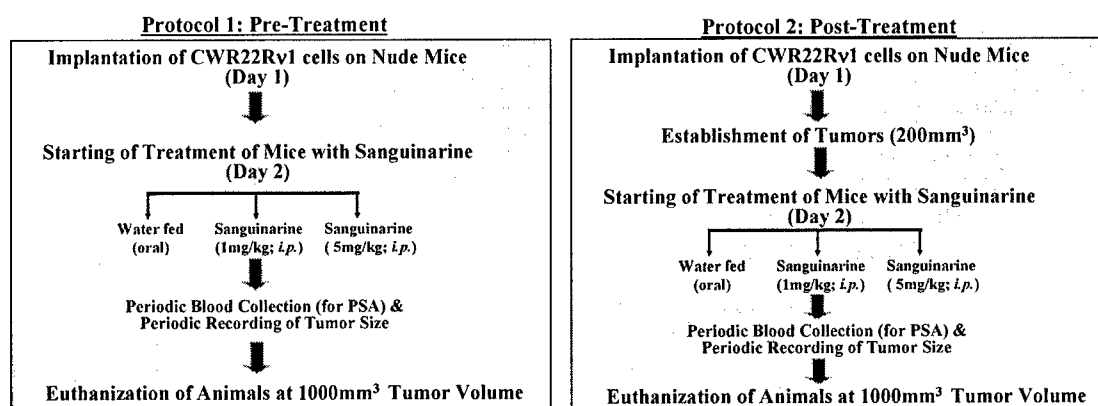 Protocol 1: Pre-Treatment
Implantation of CWR22Rν1 cells on Nude Mice
(Day 1)
Starting of Treatment of Mice with Sanguinarine
(Day 2)
Water fed Sanguinarine Sanguinarine
(oral) (1mg/kg; i.p.) ( 5mg/kg; i.p.)
Periodic Blood Collection (for PSA) &
Periodic Recording of Tumor Size
Euthanization of Animals at 1000mm³ Tumor Volume
Protocol 2: Post-Treatment
Implantation of CWR22Rν1 cells on Nude Mice
(Day 1)
Establishment of Tumors (200mm³)
Starting of Treatment of Mice with Sanguinarine
(Day 2)
Water fed Sanguinarine Sanguinarine
(oral) (1mg/kg; i.p.) ( 5mg/kg; i.p.)
Periodic Blood Collection (for PSA) &
Periodic Recording of Tumor Size
Euthanization of Animals at 1000mm³ Tumor Volume